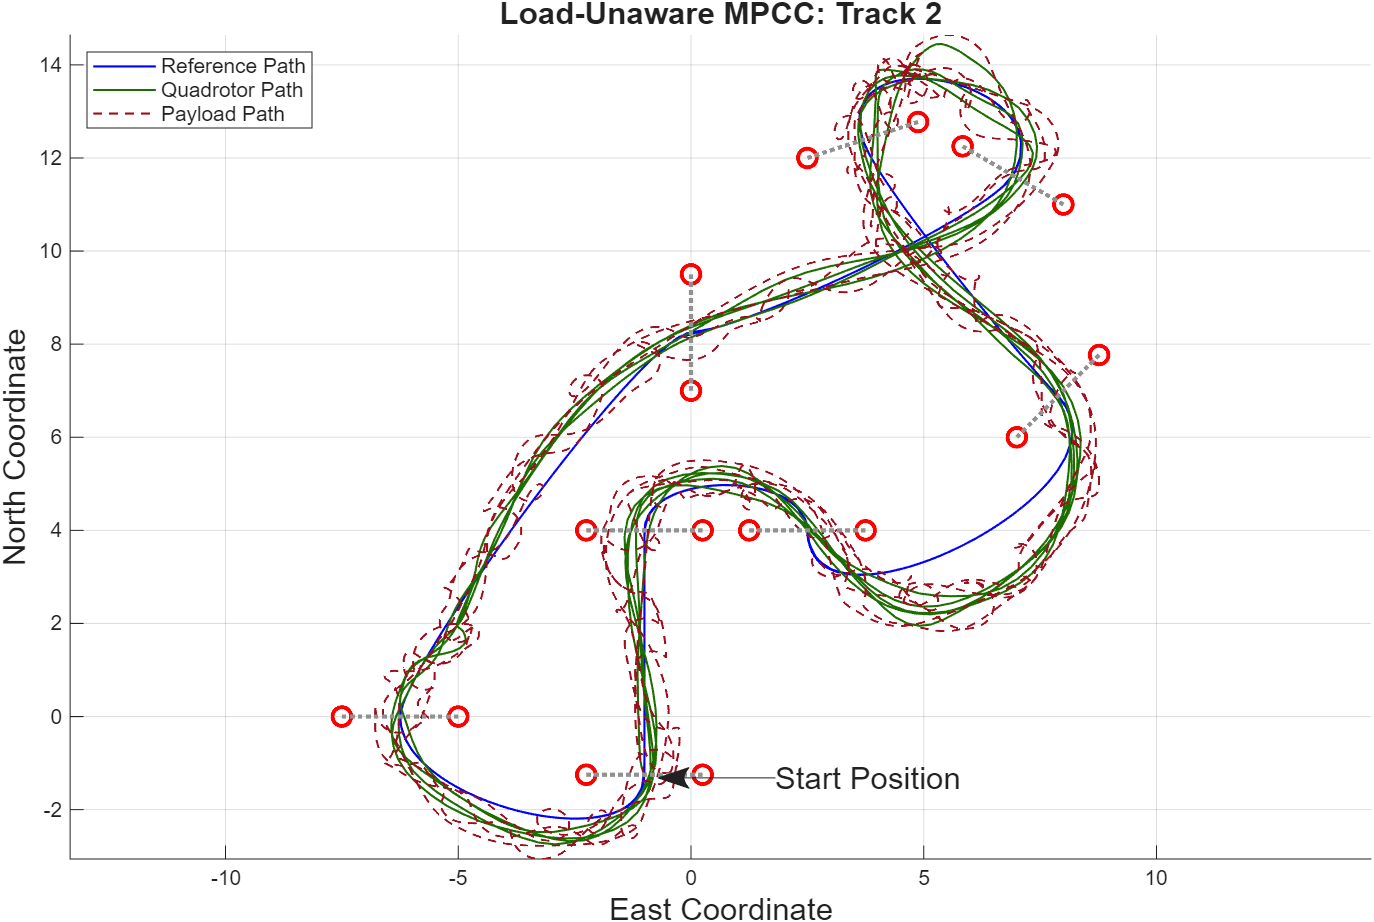 Load-Unaware MPCC: Track 2
Reference Path
Quadrotor Path
Payload Path
North Coordinate
14
12
10
8
6
4
2
0
-2
Start Position
-10
-5
0
5
10
East Coordinate